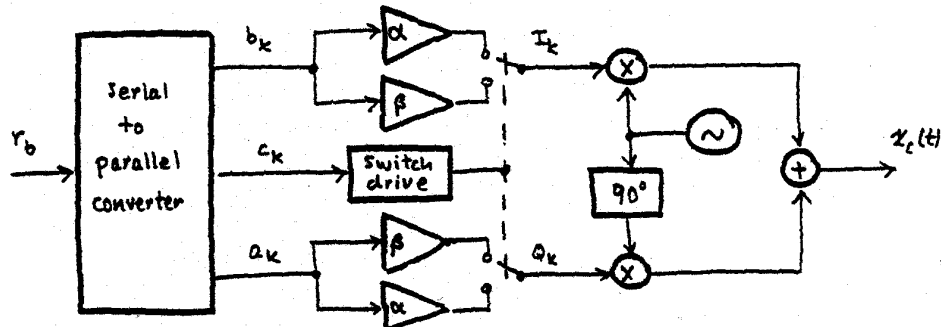 r_b
Serial
to
parallel
converter
b_k
c_k
a_k
α
β
Switch
drive
β
α
I_k
Q_k
×
~
90°
×
+
x_c(t)